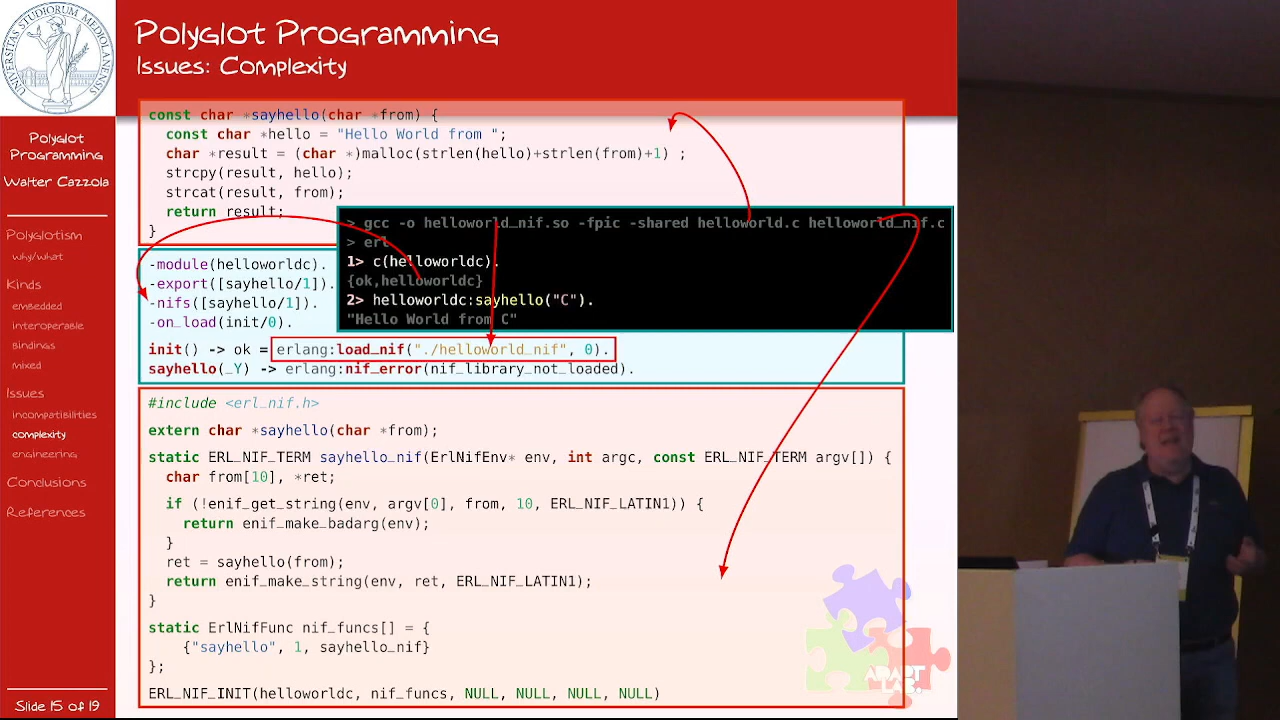 UNIVERSITAS STUDIORUM MEDIOLANENSIS
Polyglot Programming
Issues: Complexity
Polyglot
Programming
Walter Cazzola
Polyglotism
why/what
Kinds
embedded
interoperable
bindings
mixed
Issues
incompatibilities
complexity
engineering
Conclusions
References
Slide 15 of 19
const char *sayhello(char *from) {
const char *hello = "Hello World from ";
char *result = (char *)malloc(strlen(hello)+strlen(from)+1) ;
strcpy(result, hello);
strcat(result, from);
return result;
}
> gcc -o helloworld_nif.so -fpic -shared helloworld.c helloworld_nif.c
> erl
1> c(helloworldc).
{ok,helloworldc}
2> helloworldc:sayhello("C").
"Hello World from C"
-module(helloworldc).
-export([sayhello/1]).
-nifs([sayhello/1]).
-on_load(init/0).
init() -> ok = erlang:load_nif("./helloworld_nif", 0).
sayhello(_Y) -> erlang:nif_error(nif_library_not_loaded).
#include <erl_nif.h>
extern char *sayhello(char *from);
static ERL_NIF_TERM sayhello_nif(ErlNifEnv* env, int argc, const ERL_NIF_TERM argv[]) {
char from[10], *ret;
if (!enif_get_string(env, argv[0], from, 10, ERL_NIF_LATIN1)) {
return enif_make_badarg(env);
}
ret = sayhello(from);
return enif_make_string(env, ret, ERL_NIF_LATIN1);
}
static ErlNifFunc nif_funcs[] = {
{"sayhello", 1, sayhello_nif}
};
ERL_NIF_INIT(helloworldc, nif_funcs, NULL, NULL, NULL, NULL)
ADAPT
LAB.